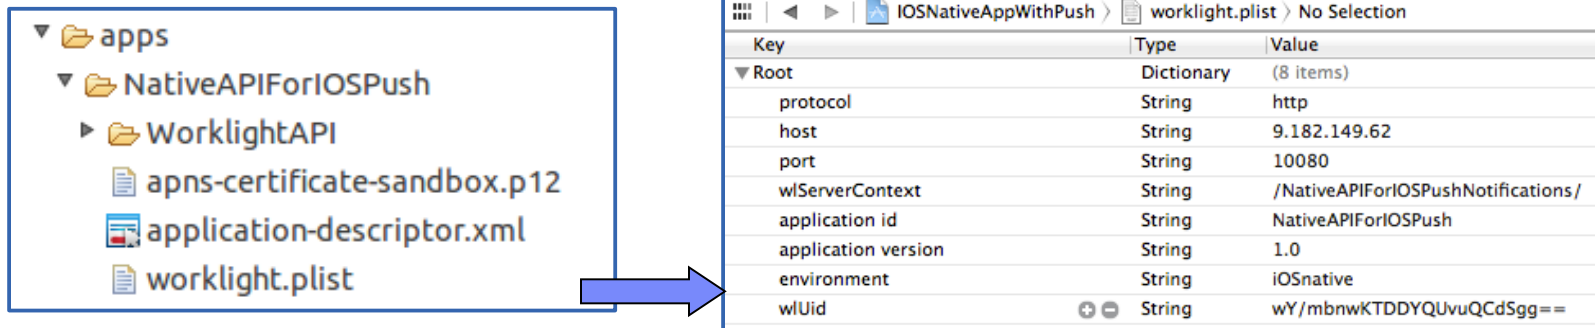 apps
NativeAPIForIOSPush
WorklightAPI
apns-certificate-sandbox.p12
application-descriptor.xml
worklight.plist
IOSNativeAppWithPush worklight.plist No Selection
Key Type Value
Root Dictionary (8 items)
protocol String http
host String 9.182.149.62
port String 10080
wlServerContext String /NativeAPIForIOSPushNotifications/
application id String NativeAPIForIOSPush
application version String 1.0
environment String iOSnative
wlUid String wY/mbnwKTDDYQUvuQCdSgg==